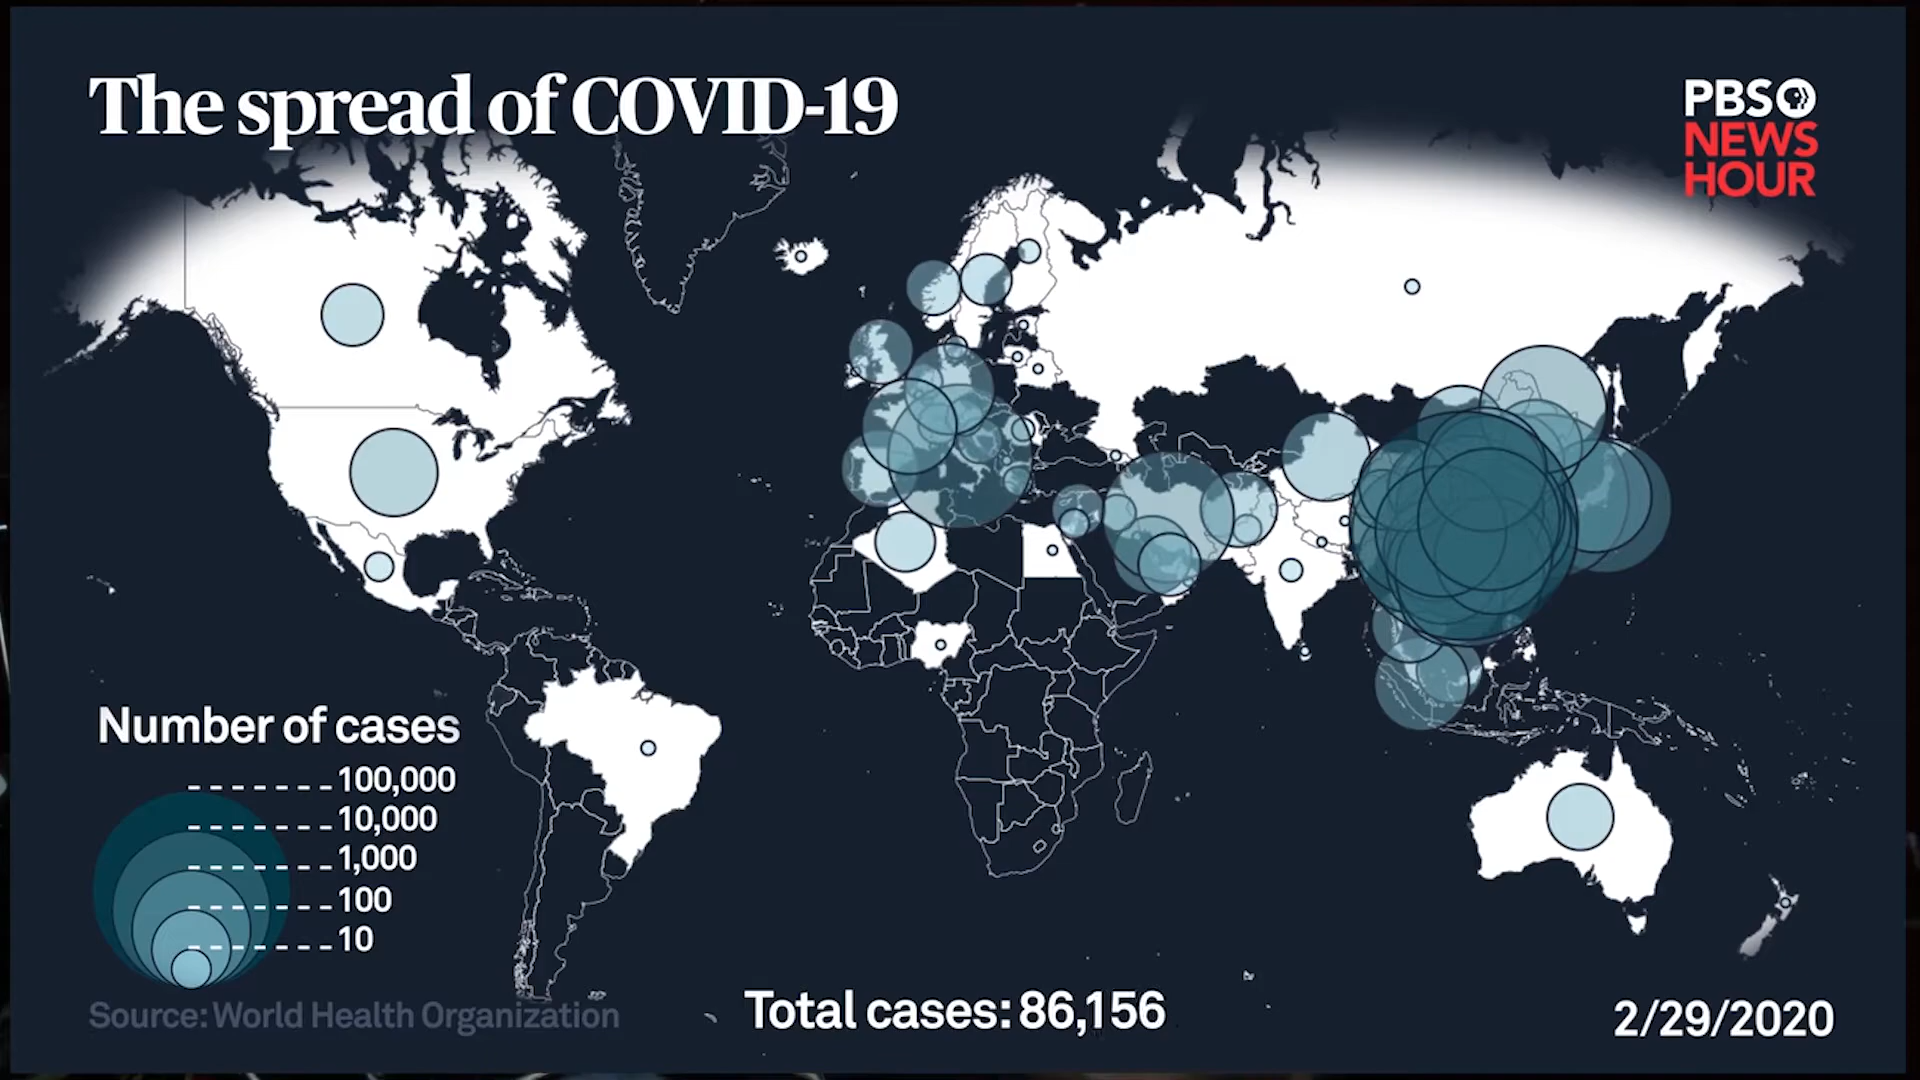 The spread of COVID-19
PBS
NEWS
HOUR
Number of cases
100,000
10,000
1,000
100
10
Source: World Health Organization
Total cases: 86,156
2/29/2020